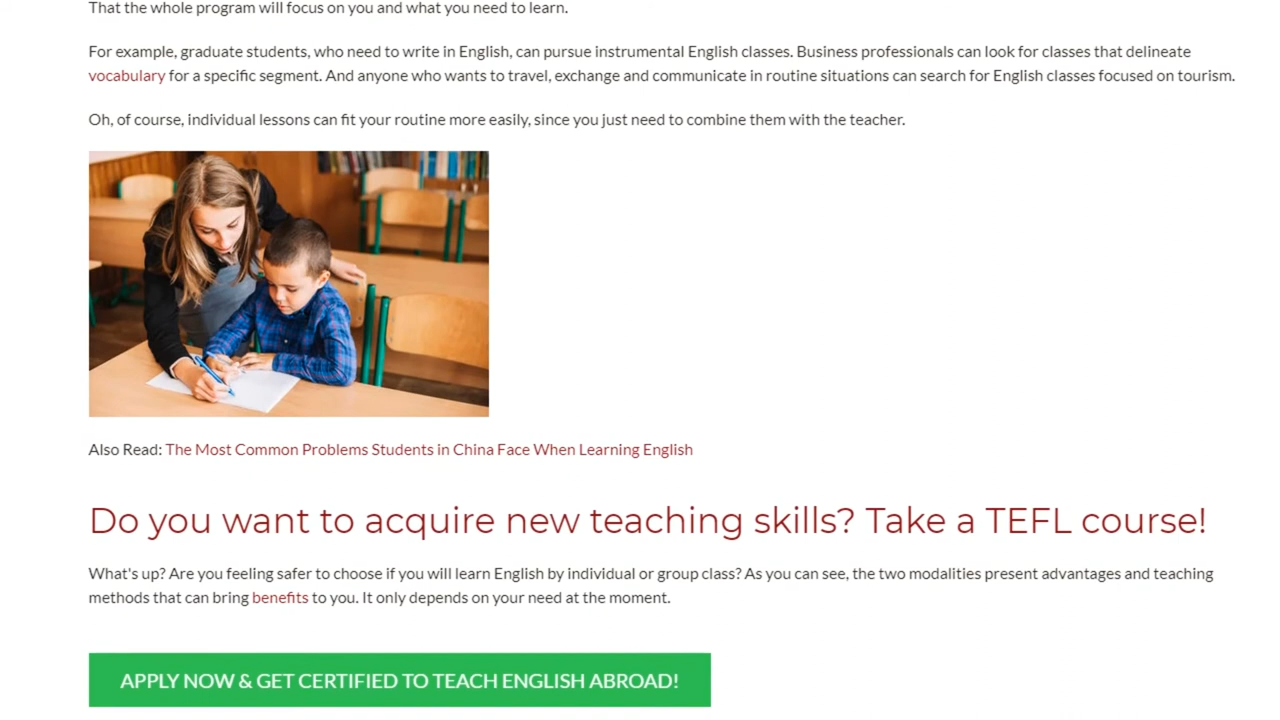 That the whole program will focus on you and what you need to learn.
For example, graduate students, who need to write in English, can pursue instrumental English classes. Business professionals can look for classes that delineate
vocabulary for a specific segment. And anyone who wants to travel, exchange and communicate in routine situations can search for English classes focused on tourism.
Oh, of course, individual lessons can fit your routine more easily, since you just need to combine them with the teacher.
Also Read: The Most Common Problems Students in China Face When Learning English
Do you want to acquire new teaching skills? Take a TEFL course!
What's up? Are you feeling safer to choose if you will learn English by individual or group class? As you can see, the two modalities present advantages and teaching
methods that can bring benefits to you. It only depends on your need at the moment.
APPLY NOW & GET CERTIFIED TO TEACH ENGLISH ABROAD!